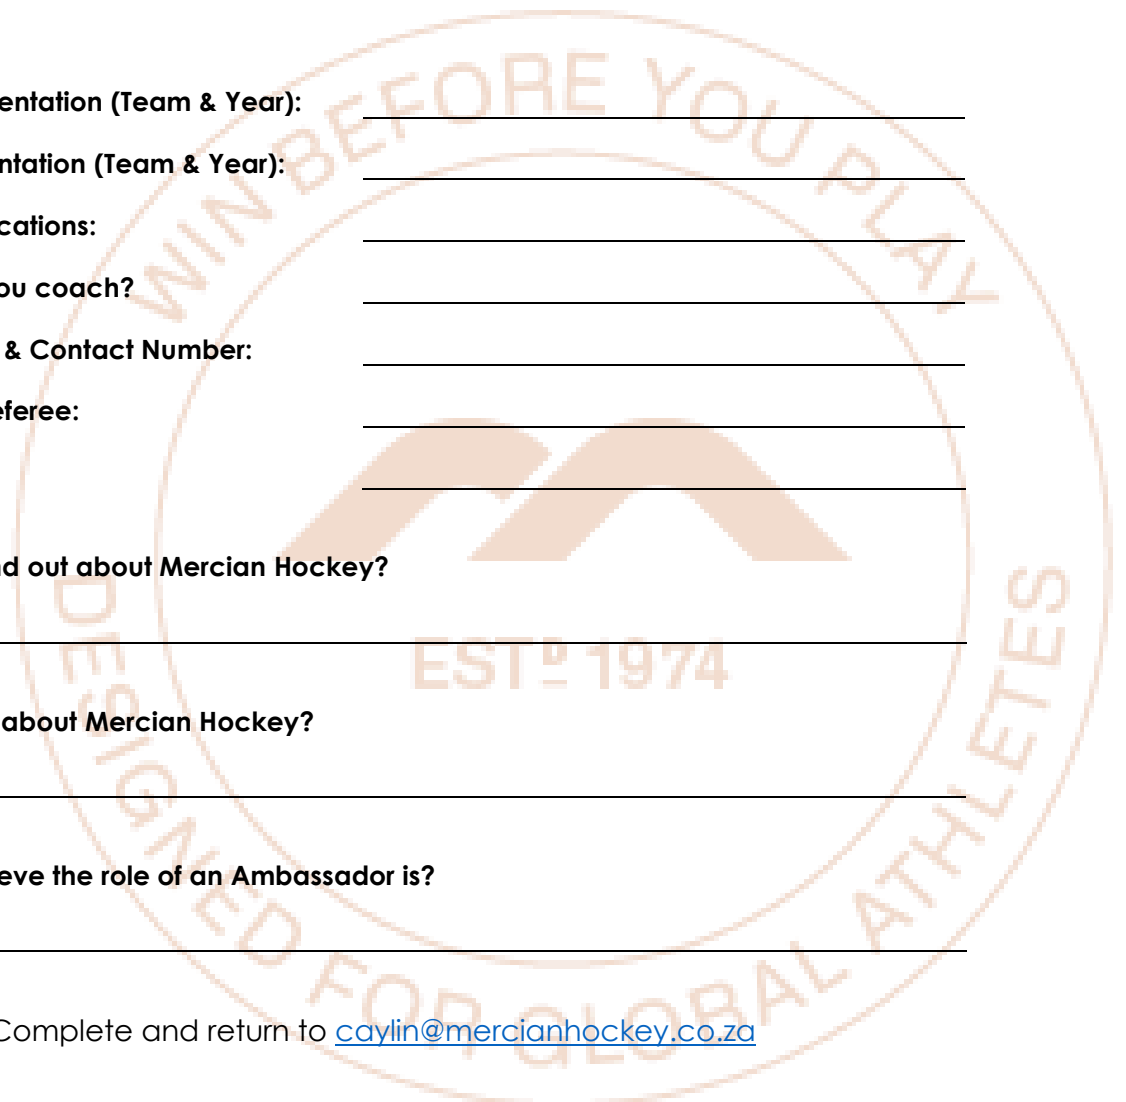 entation (Team & Year):
ntation (Team & Year):
cations:
ou coach?
& Contact Number:
eferee:
nd out about Mercian Hockey?
about Mercian Hockey?
eve the role of an Ambassador is?
Complete and return to caylin@mercianhockey.co.za
WIN BEFORE YOU PLAY
ESTD 1974
DESIGNED FOR GLOBAL ATHLETES